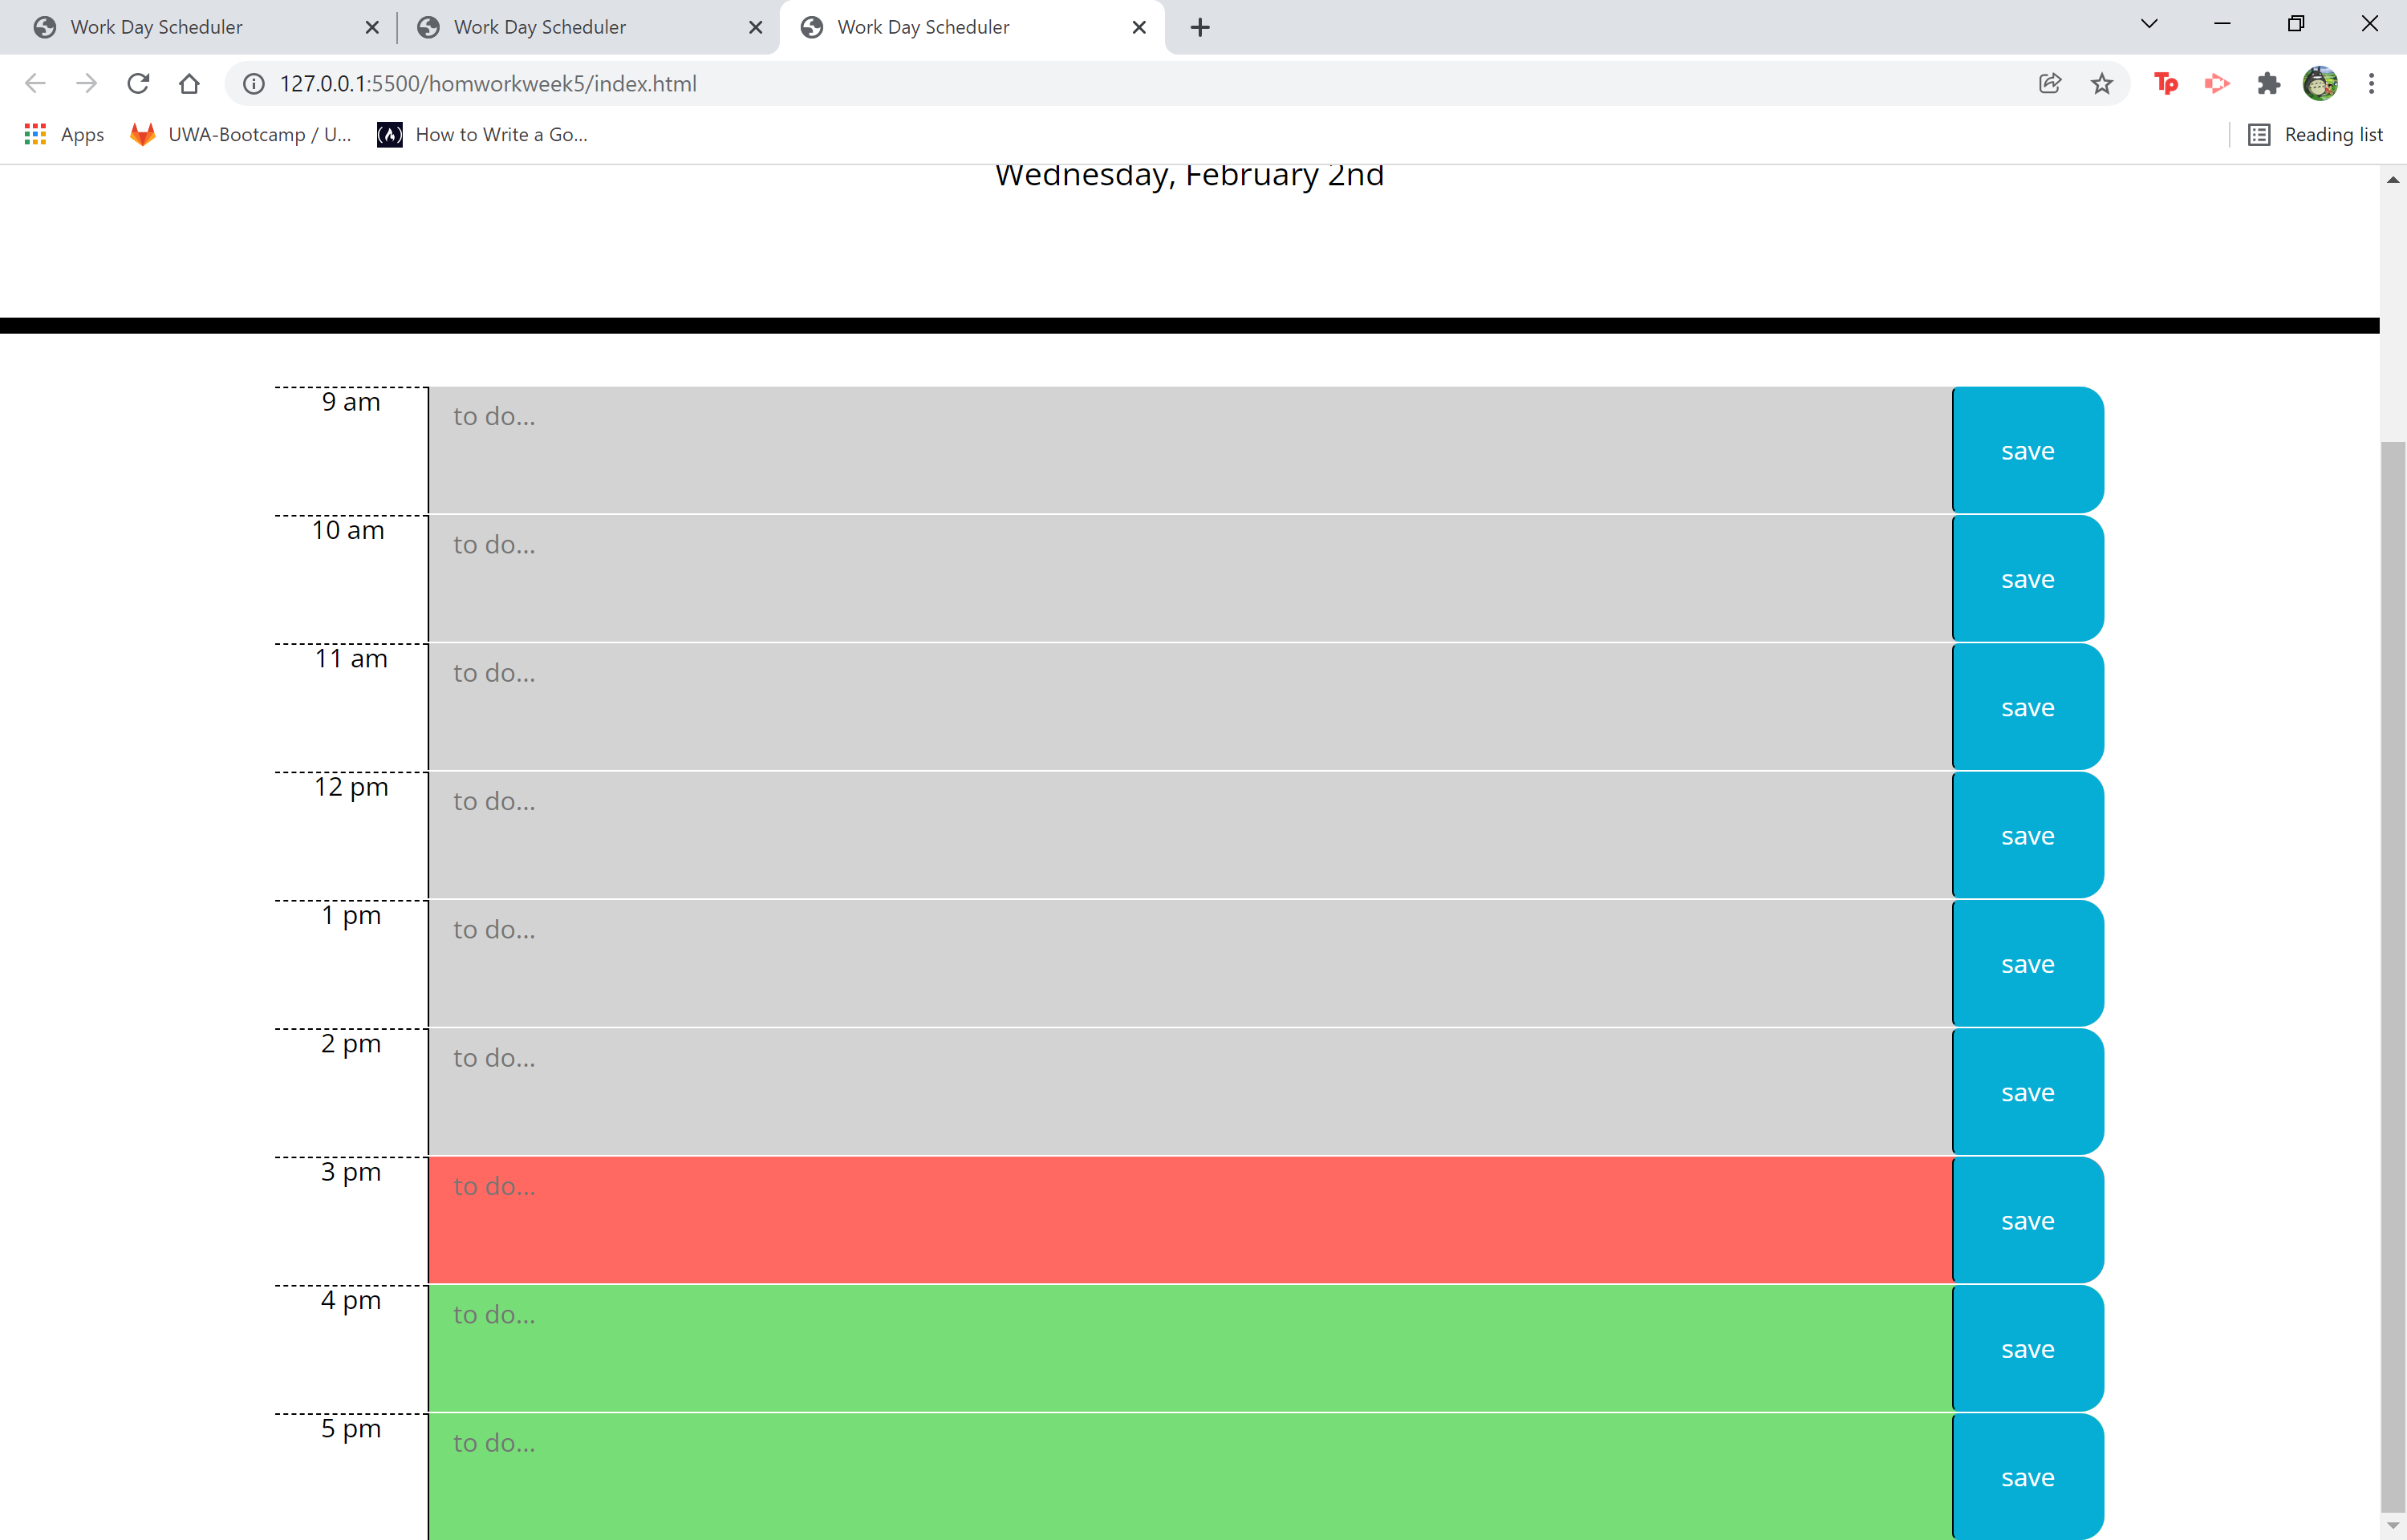 Work Day Scheduler
Work Day Scheduler
Work Day Scheduler
127.0.0.1:5500/homworkweek5/index.html
Tp
Apps
UWA-Bootcamp / U...
How to Write a Go...
Reading list
Wednesday, February 2nd
9 am to do... save
10 am to do... save
11 am to do... save
12 pm to do... save
1 pm to do... save
2 pm to do... save
3 pm to do... save
4 pm to do... save
5 pm to do... save